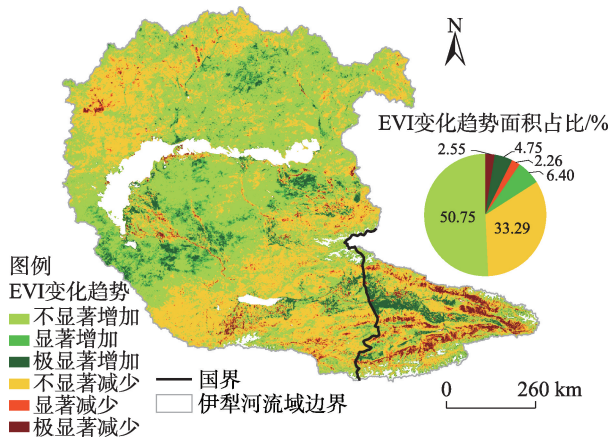 N
EVI变化趋势面积占比/%
2.55
4.75
2.26
6.40
50.75
33.29
图例
EVI变化趋势
不显著增加
显著增加
极显著增加
不显著减少
显著减少
极显著减少
国界
伊犁河流域边界
0 260 km